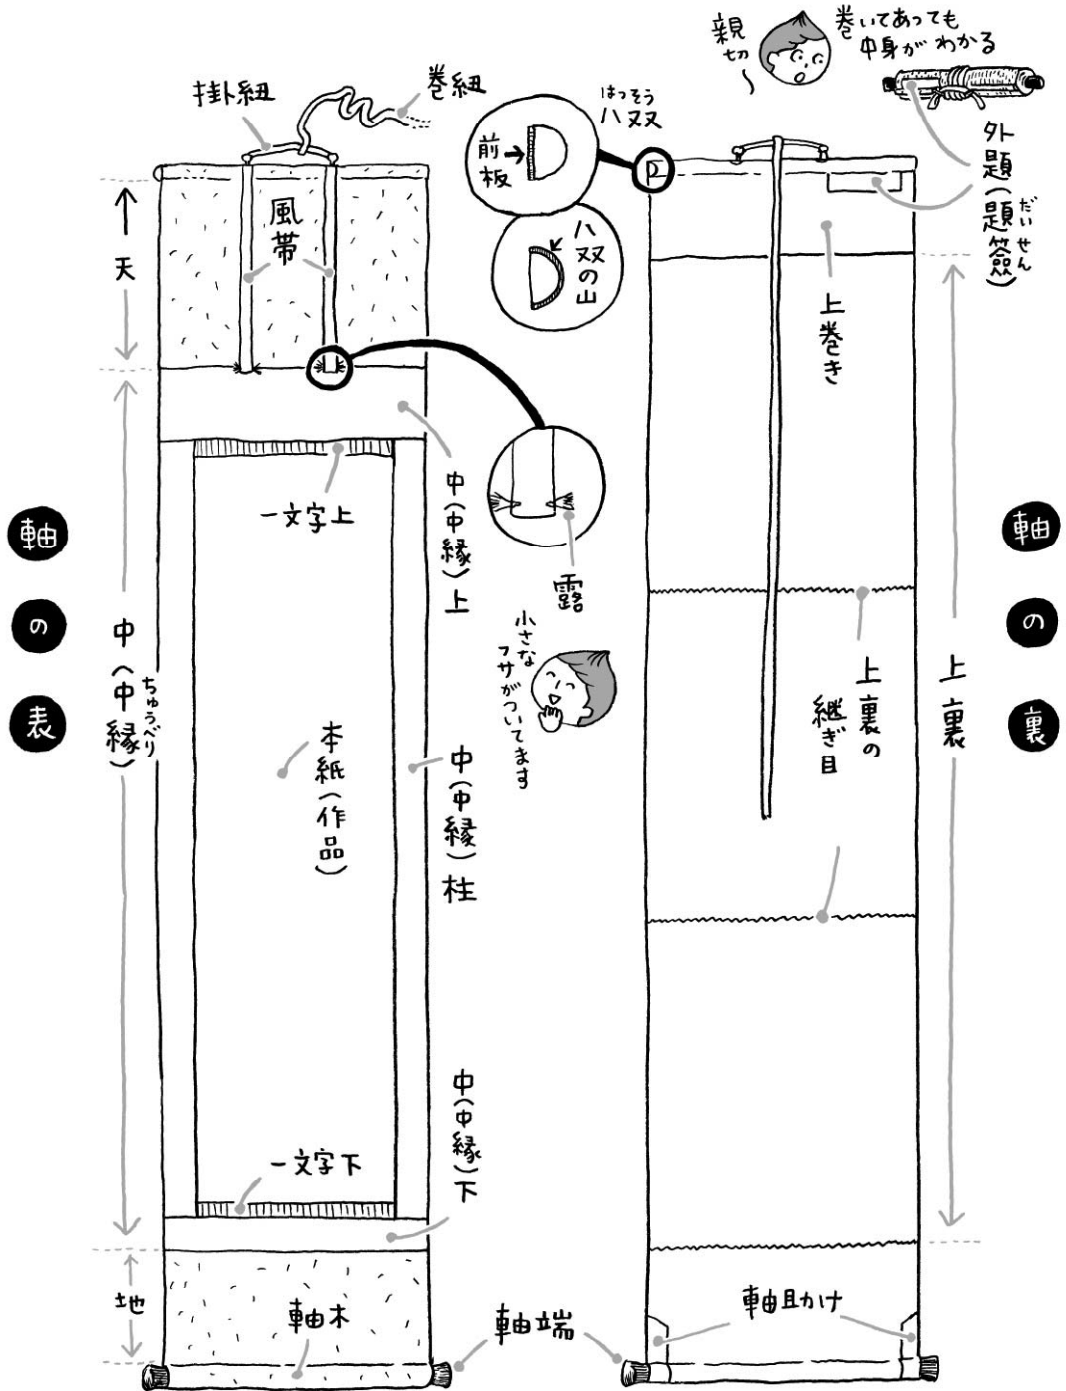 軸の表
掛紐
巻紐
天
風帯
中(中縁)
ちゅうべり
中(中縁)上
一文字上
露
小さな
フサがついてます
本紙(作品)
中(中縁)柱
一文字下
中(中縁)下
地
軸木
軸端
軸の裏
親切〜
巻いてあっても
中身がわかる
はっそう
八双
前板
八双の山
外題(題簽)
だいせん
上巻き
上裏の
継ぎ目
上裏
軸助け